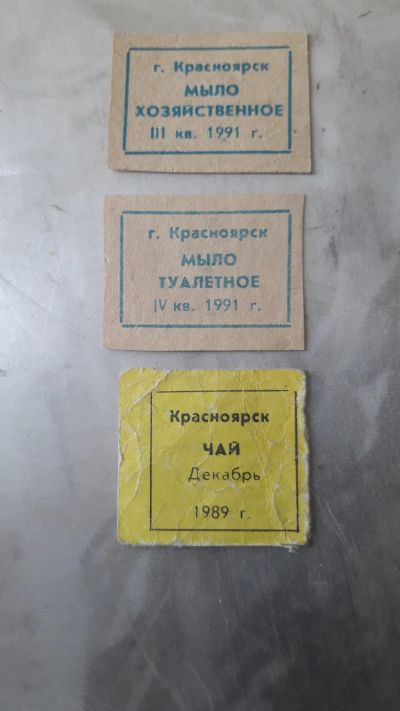 г. Красноярск
МЫЛО
ХОЗЯЙСТВЕННОЕ
III кв. 1991 г.
г. Красноярск
МЫЛО
ТУАЛЕТНОЕ
IV кв. 1991 г.
Красноярск
ЧАЙ
Декабрь
1989 г.